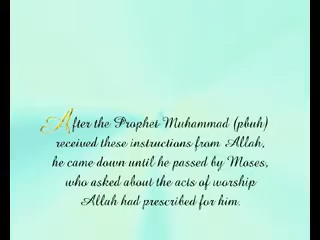 After the Prophet Muhammad (pbuh)
received these instructions from Allah,
he came down until he passed by Moses,
who asked about the acts of worship
Allah had prescribed for him.